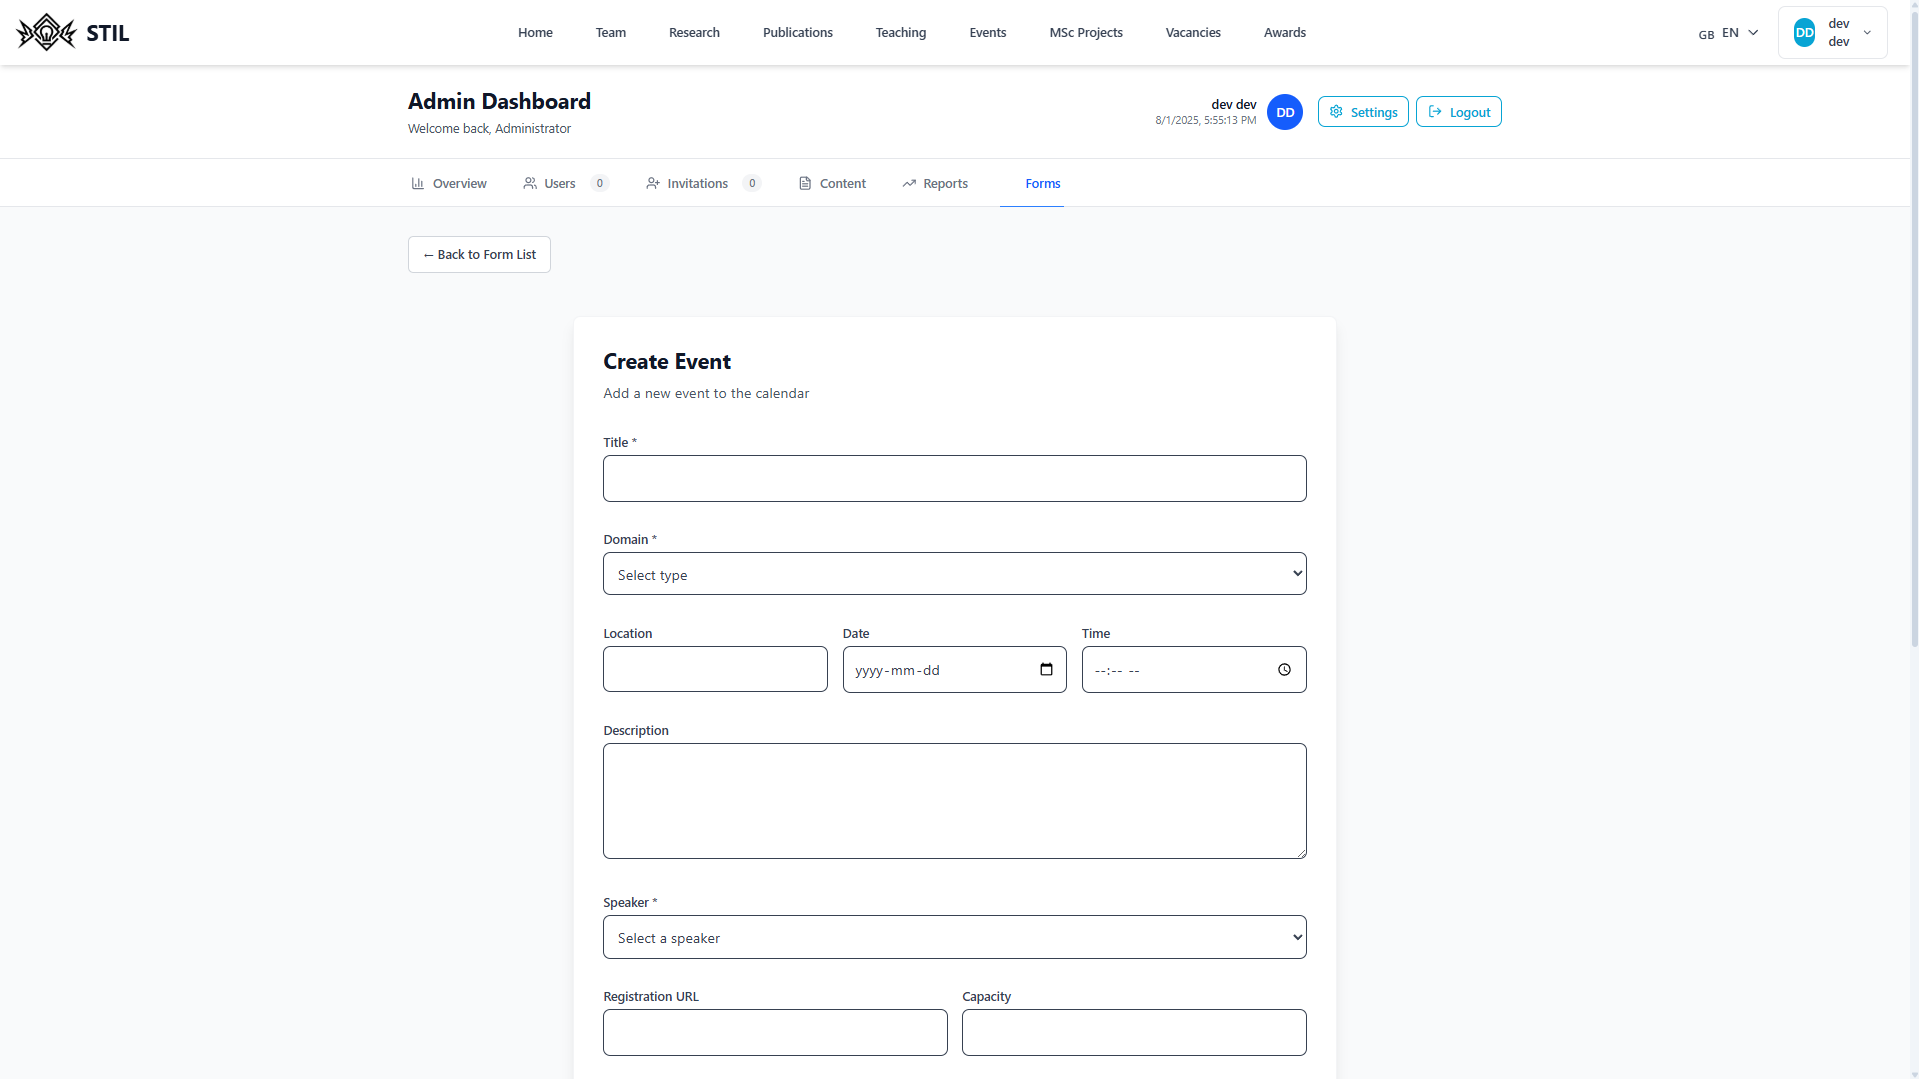 STIL
Home
Team
Research
Publications
Teaching
Events
MSc Projects
Vacancies
Awards
GB EN
DD
dev
dev
Admin Dashboard
Welcome back, Administrator
dev dev
8/1/2025, 5:55:13 PM
DD
Settings
Logout
Overview
Users 0
Invitations 0
Content
Reports
Forms
← Back to Form List
Create Event
Add a new event to the calendar
Title *
Domain *
Select type
Location
Date
Time
yyyy-mm-dd
--:-- --
Description
Speaker *
Select a speaker
Registration URL
Capacity